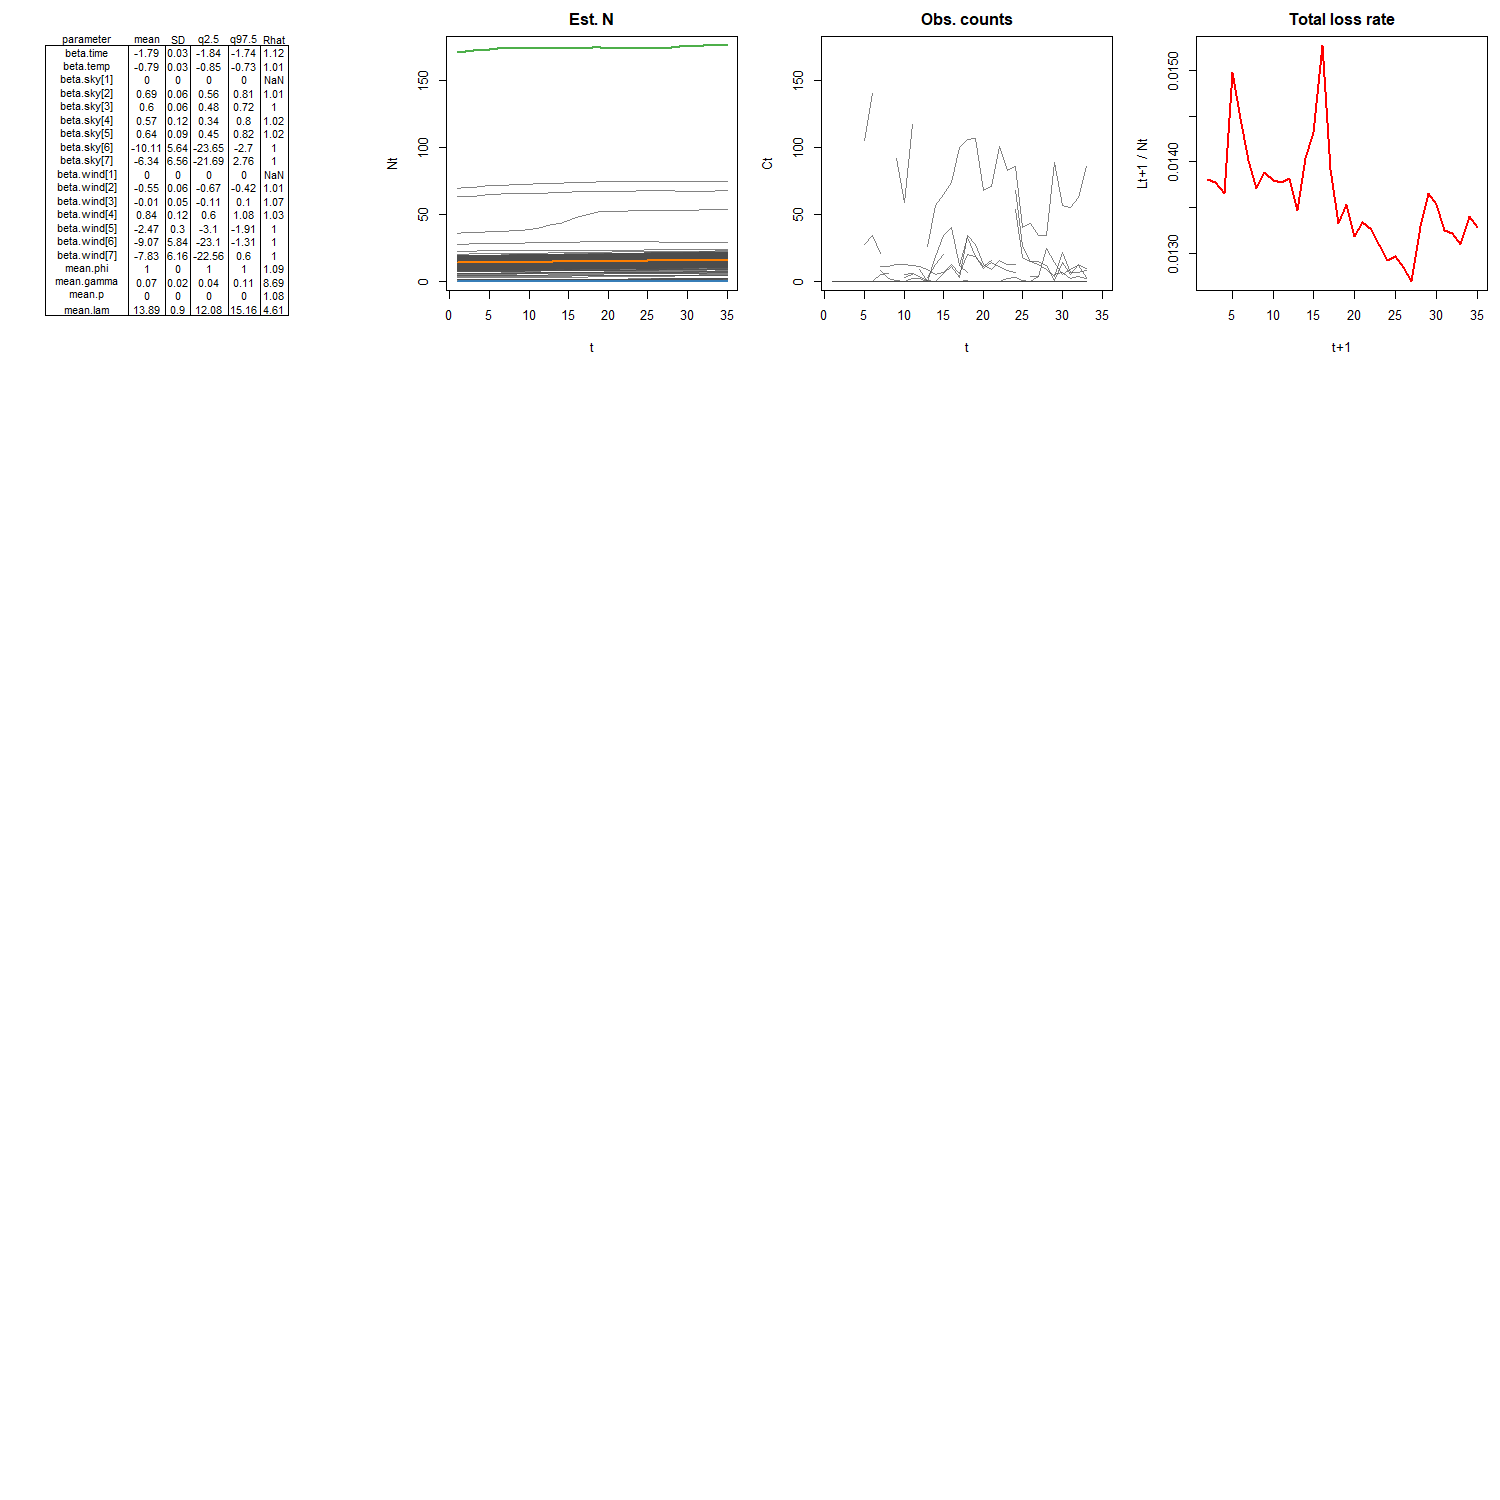 Est. N
Obs. counts
Total loss rate
parameter mean SD q2.5 q97.5 Rhat
beta.time -1.79 0.03 -1.84 -1.74 1.12
beta.temp -0.79 0.03 -0.85 -0.73 1.01
beta.sky[1] 0 0 0 0 NaN
beta.sky[2] 0.69 0.06 0.56 0.81 1.01
beta.sky[3] 0.6 0.06 0.48 0.72 1
beta.sky[4] 0.57 0.12 0.34 0.8 1.02
beta.sky[5] 0.64 0.09 0.45 0.82 1.02
beta.sky[6] -10.11 5.64 -23.65 -2.7 1
beta.sky[7] -6.34 6.56 -21.69 2.76 1
beta.wind[1] 0 0 0 0 NaN
beta.wind[2] -0.55 0.06 -0.67 -0.42 1.01
beta.wind[3] -0.01 0.05 -0.11 0.1 1.07
beta.wind[4] 0.84 0.12 0.6 1.08 1.03
beta.wind[5] -2.47 0.3 -3.1 -1.91 1
beta.wind[6] -9.07 5.84 -23.1 -1.31 1
beta.wind[7] -7.83 6.16 -22.56 0.6 1
mean.phi 1 0 1 1 1.09
mean.gamma 0.07 0.02 0.04 0.11 8.69
mean.p 0 0 0 0 1.08
mean.lam 13.89 0.9 12.08 15.16 4.61
Nt
0 50 100 150
0 5 10 15 20 25 30 35
t
Ct
0 50 100 150
0 5 10 15 20 25 30 35
t
Lt+1 / Nt
0.0130 0.0140 0.0150
5 10 15 20 25 30 35
t+1